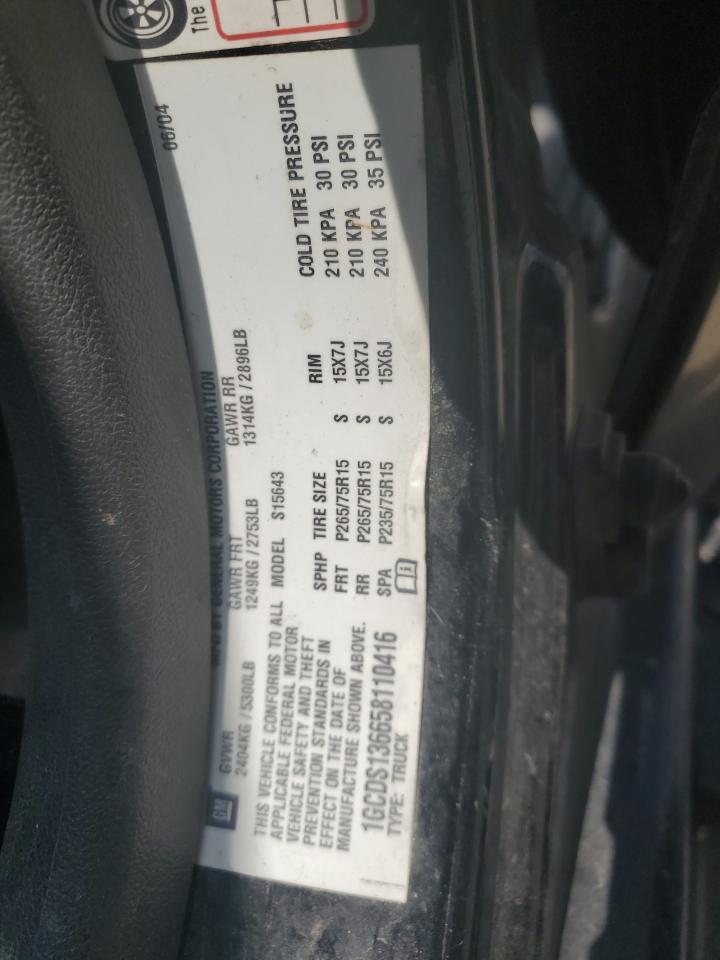 The
MFD BY GENERAL MOTORS CORPORATION
06/04
GM
GVWR GAWR FRT GAWR RR
2404KG / 5300LB 1249KG / 2753LB 1314KG / 2896LB
THIS VEHICLE CONFORMS TO ALL
APPLICABLE FEDERAL MOTOR
VEHICLE SAFETY AND THEFT
PREVENTION STANDARDS IN
EFFECT ON THE DATE OF
MANUFACTURE SHOWN ABOVE.
1GCDS136658110416
TYPE: TRUCK
MODEL S15643
SPHP TIRE SIZE RIM COLD TIRE PRESSURE
FRT P265/75R15 S 15X7J 210 KPA 30 PSI
RR P265/75R15 S 15X7J 210 KPA 30 PSI
SPA P235/75R15 S 15X6J 240 KPA 35 PSI